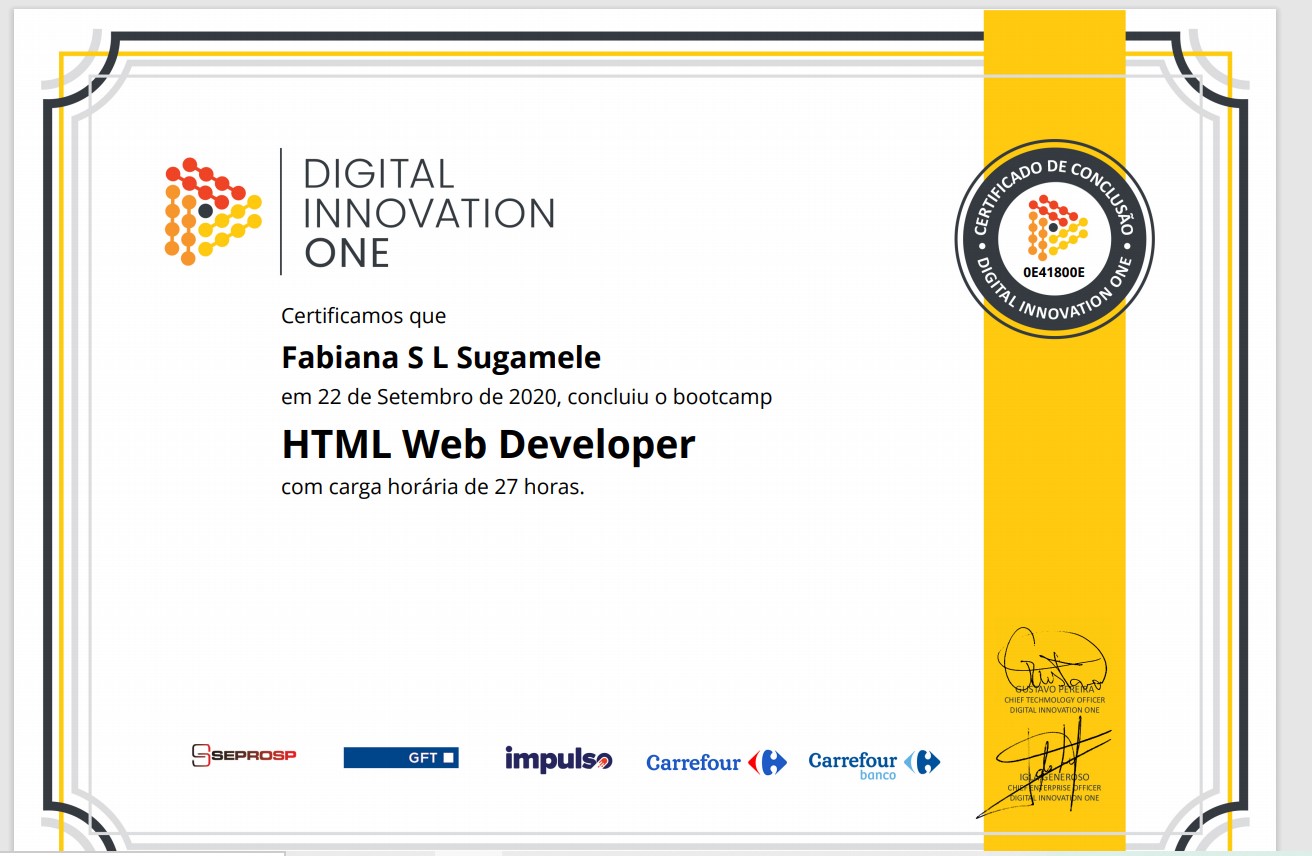 DIGITAL
INNOVATION
ONE
CERTIFICADO DE CONCLUSÃO
0E41800E
DIGITAL INNOVATION ONE
Certificamos que
Fabiana S L Sugamele
em 22 de Setembro de 2020, concluiu o bootcamp
HTML Web Developer
com carga horária de 27 horas.
Gustavo
GUSTAVO PEREIRA
CHIEF TECHNOLOGY OFFICER
DIGITAL INNOVATION ONE
SEPROSP
GFT
impulso
Carrefour
Carrefour
banco
GENEROSO
CHIEF ENTERPRISE OFFICER
DIGITAL INNOVATION ONE